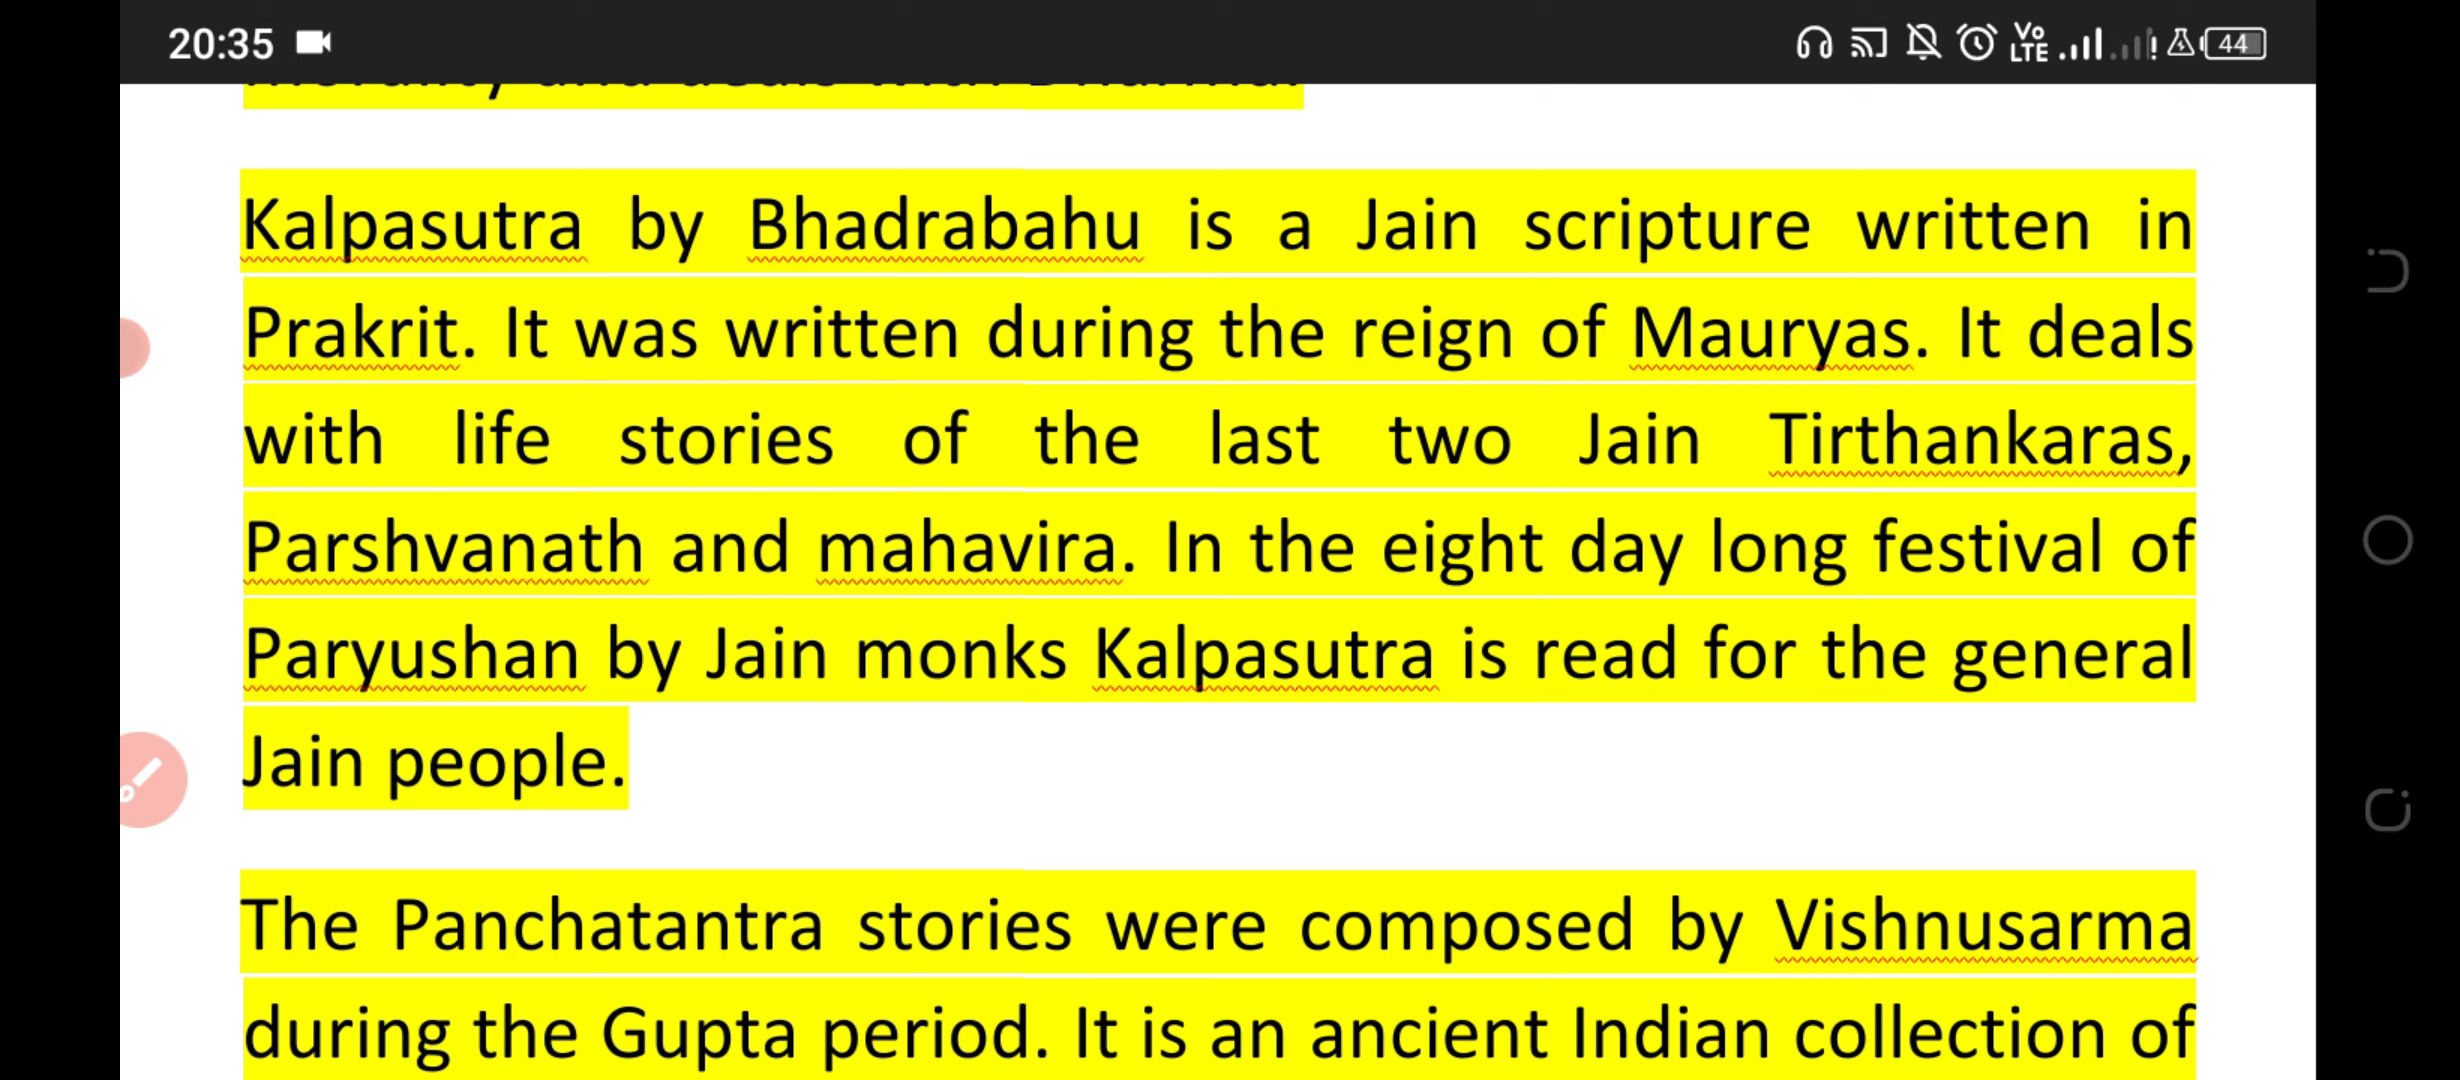 20:35 Vo LTE 44
Kalpasutra by Bhadrabahu is a Jain scripture written in
Prakrit. It was written during the reign of Mauryas. It deals
with life stories of the last two Jain Tirthankaras,
Parshvanath and mahavira. In the eight day long festival of
Paryushan by Jain monks Kalpasutra is read for the general
Jain people.
The Panchatantra stories were composed by Vishnusarma
during the Gupta period. It is an ancient Indian collection of